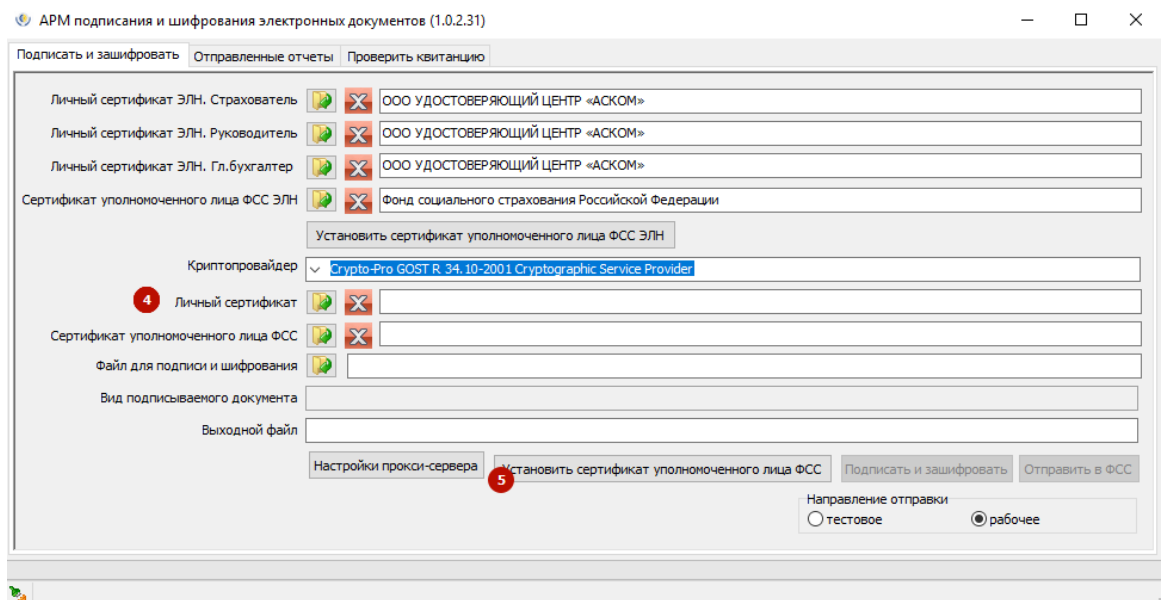 АРМ подписания и шифрования электронных документов (1.0.2.31)
Подписать и зашифровать Отправленные отчеты Проверить квитанцию
Личный сертификат ЭЛН. Страхователь ООО УДОСТОВЕРЯЮЩИЙ ЦЕНТР «АСКОМ»
Личный сертификат ЭЛН. Руководитель ООО УДОСТОВЕРЯЮЩИЙ ЦЕНТР «АСКОМ»
Личный сертификат ЭЛН. Гл.бухгалтер ООО УДОСТОВЕРЯЮЩИЙ ЦЕНТР «АСКОМ»
Сертификат уполномоченного лица ФСС ЭЛН Фонд социального страхования Российской Федерации
Установить сертификат уполномоченного лица ФСС ЭЛН
Криптопровайдер Crypto-Pro GOST R 34.10-2001 Cryptographic Service Provider
4 Личный сертификат
Сертификат уполномоченного лица ФСС
Файл для подписи и шифрования
Вид подписываемого документа
Выходной файл
Настройки прокси-сервера 5 Установить сертификат уполномоченного лица ФСС Подписать и зашифровать Отправить в ФСС
Направление отправки
тестовое рабочее